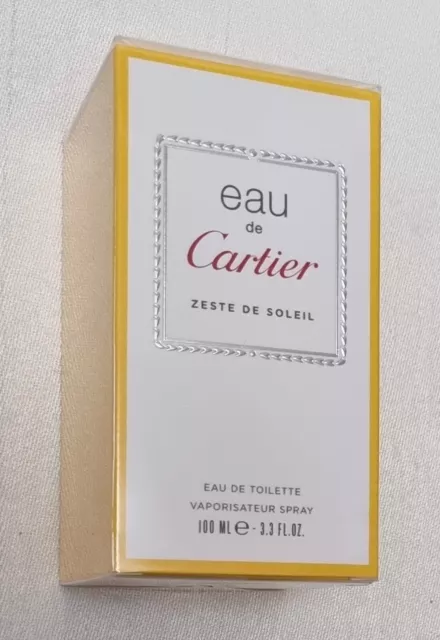 eau
de
Cartier
ZESTE DE SOLEIL
EAU DE TOILETTE
VAPORISATEUR SPRAY
100 ML℮ - 3.3 FL.OZ.